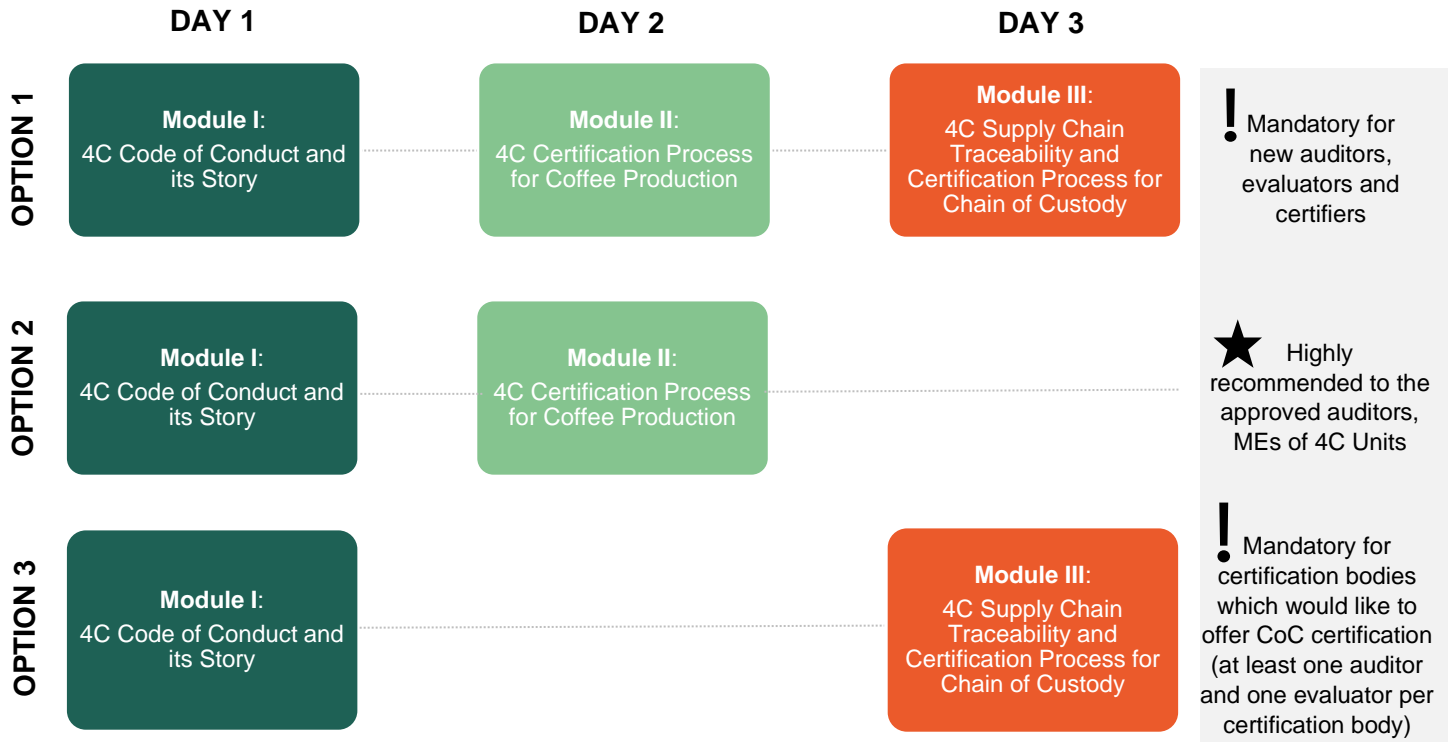 DAY 1
DAY 2
DAY 3
OPTION 1
Module I:
4C Code of Conduct and
its Story
Module II:
4C Certification Process
for Coffee Production
Module III:
4C Supply Chain
Traceability and
Certification Process for
Chain of Custody
! Mandatory for
new auditors,
evaluators and
certifiers
OPTION 2
Module I:
4C Code of Conduct and
its Story
Module II:
4C Certification Process
for Coffee Production
★ Highly
recommended to the
approved auditors,
MEs of 4C Units
OPTION 3
Module I:
4C Code of Conduct and
its Story
Module III:
4C Supply Chain
Traceability and
Certification Process for
Chain of Custody
! Mandatory for
certification bodies
which would like to
offer CoC certification
(at least one auditor
and one evaluator per
certification body)